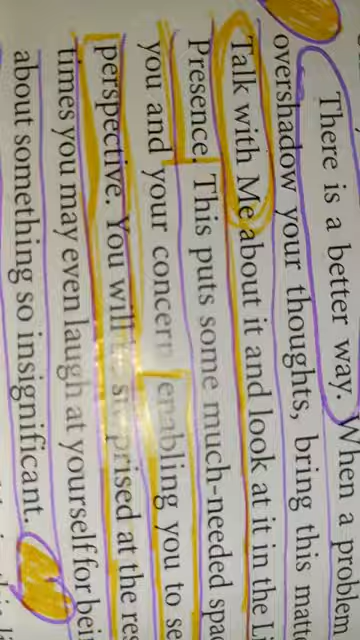 There is a better way. When a problem
overshadow your thoughts, bring this matt
Talk with Me about it and look at it in the L
Presence. This puts some much-needed spac
you and your concern enabling you to se
perspective. You will be surprised at the res
times you may even laugh at yourself for bei
about something so insignificant.